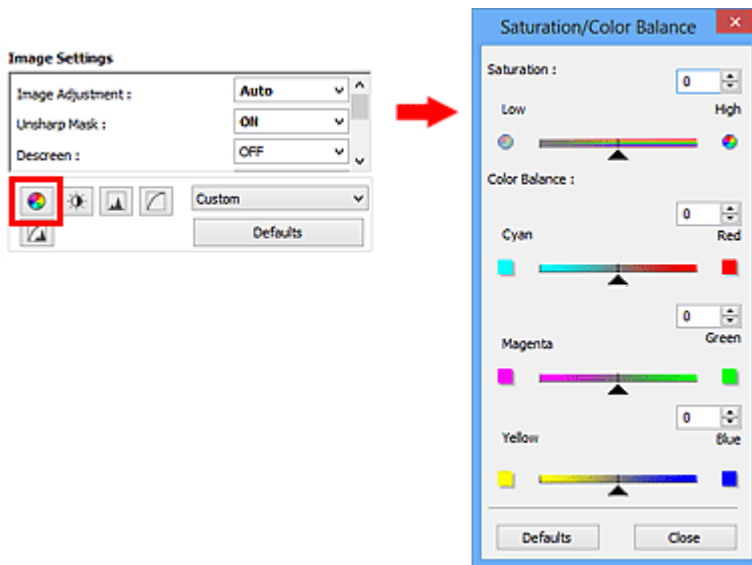 Image Settings
Image Adjustment : Auto
Unsharp Mask : ON
Descreen : OFF
Custom
Defaults
Saturation/Color Balance
Saturation :
0
Low High
Color Balance :
0
Cyan Red
0
Magenta Green
0
Yellow Blue
Defaults Close